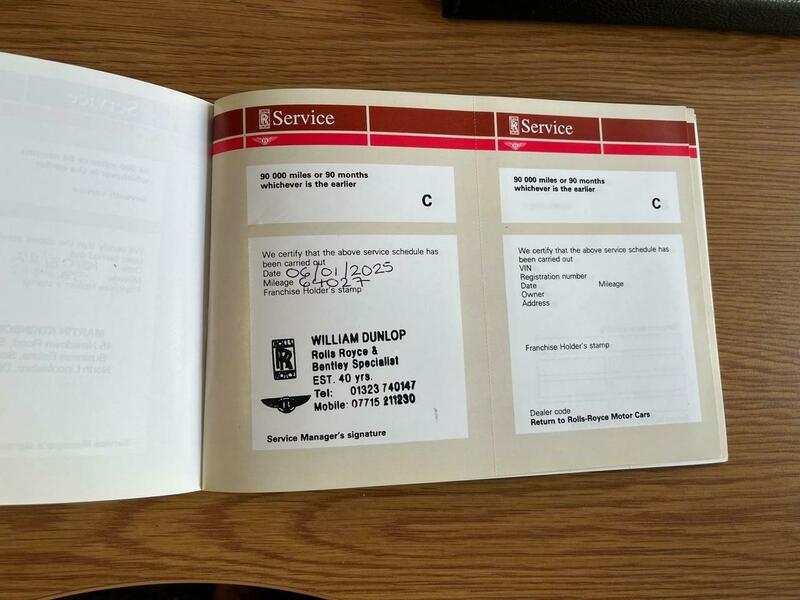 Service
90 000 miles or 90 months
whichever is the earlier
C
We certify that the above service schedule has
been carried out
Date 06/01/2025
Mileage 64027
Franchise Holder's stamp
WILLIAM DUNLOP
Rolls Royce &
Bentley Specialist
EST. 40 yrs.
Tel: 01323 740147
Mobile: 07715 211230
Service Manager's signature
Service
90 000 miles or 90 months
whichever is the earlier
C
We certify that the above service schedule has
been carried out
VIN
Registration number
Date Mileage
Owner
Address
Franchise Holder's stamp
Dealer code
Return to Rolls-Royce Motor Cars